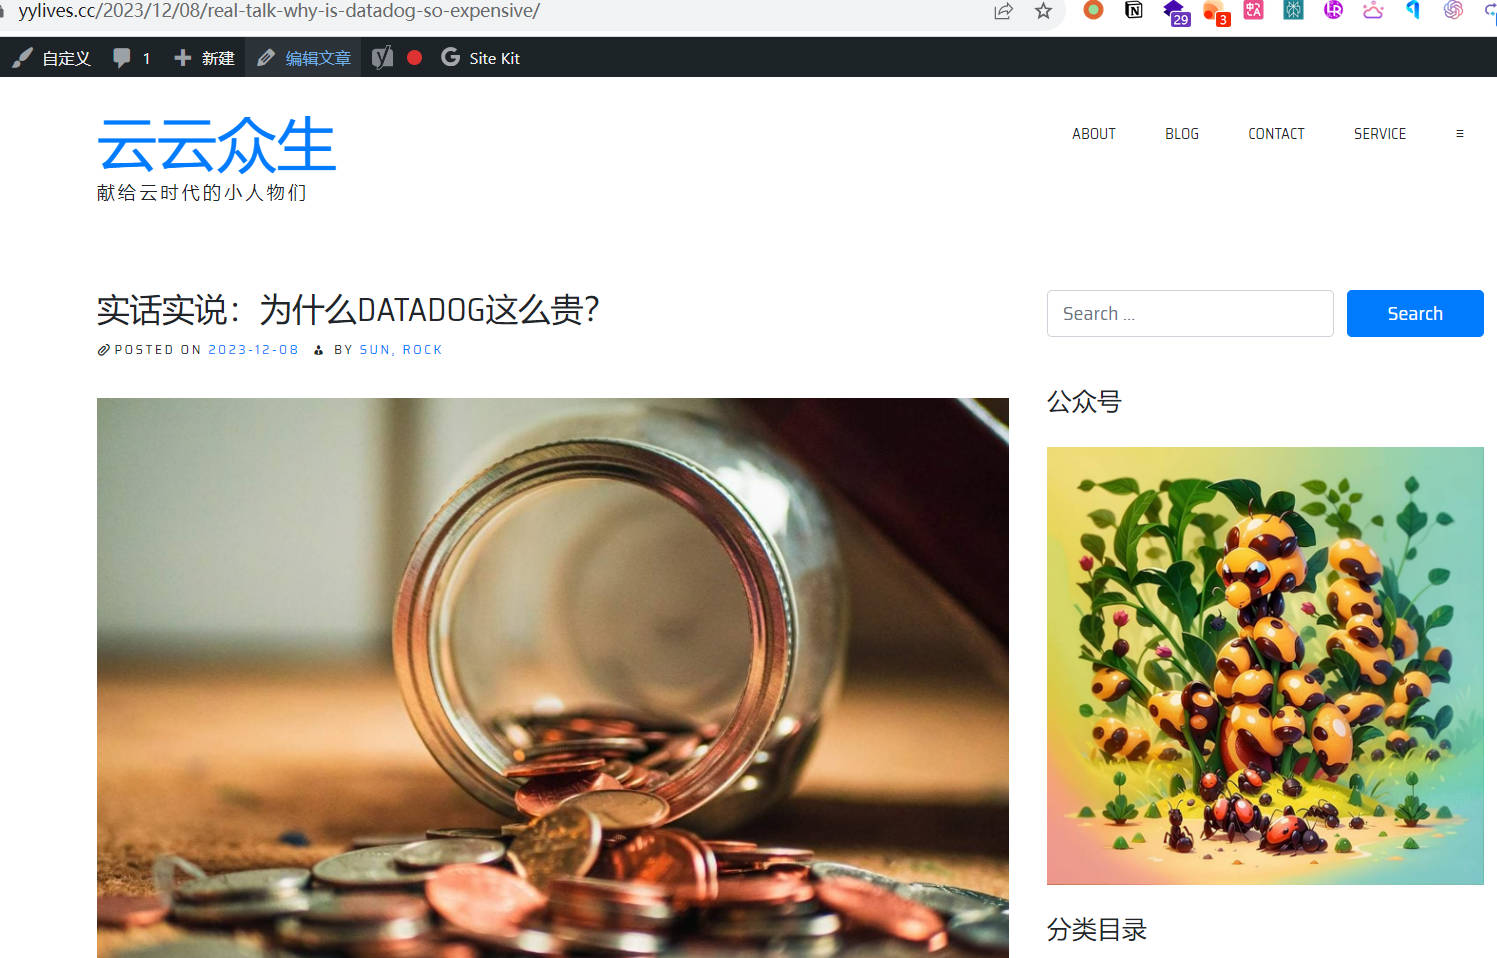 yylives.cc/2023/12/08/real-talk-why-is-datadog-so-expensive/
29
3
自定义
1
新建
编辑文章
Site Kit
云云众生
献给云时代的小人物们
ABOUT
BLOG
CONTACT
SERVICE
实话实说：为什么DATADOG这么贵?
POSTED ON 2023-12-08 BY SUN, ROCK
Search ...
Search
公众号
分类目录